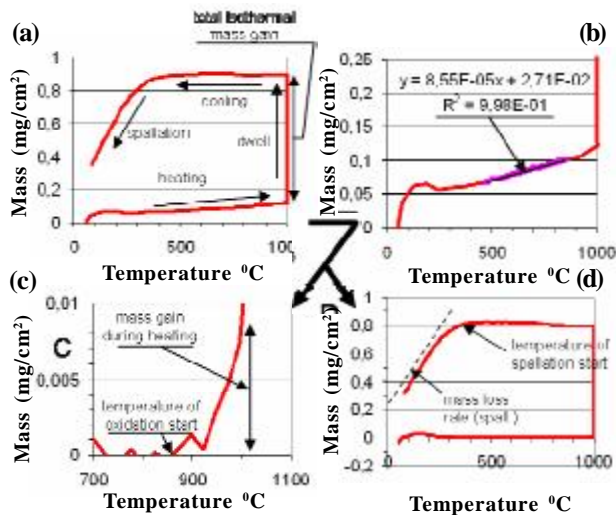 (a)
total isothermal
mass gain
Mass (mg/cm²)
1
0.8
0.6
0.4
0.2
0
cooling
spallation
dwell
heating
0
500
Temperature ⁰C
(b)
Mass (mg/cm²)
0,25
0,2
0,15
0,1
0,05
0
y = 8,55E-05x + 2,71E-02
R² = 9,98E-01
0
500
1000
Temperature ⁰C
(c)
Mass (mg/cm²)
0,01
0,005
0
C
mass gain
during heating
temperature of
oxidation start
700
900
1100
Temperature ⁰C
(d)
Mass (mg/cm²)
1
0,8
0,6
0,4
0,2
0
-0,2
temperature of
spallation start
mass loss
rate (spall.)
0
500
1000
Temperature ⁰C